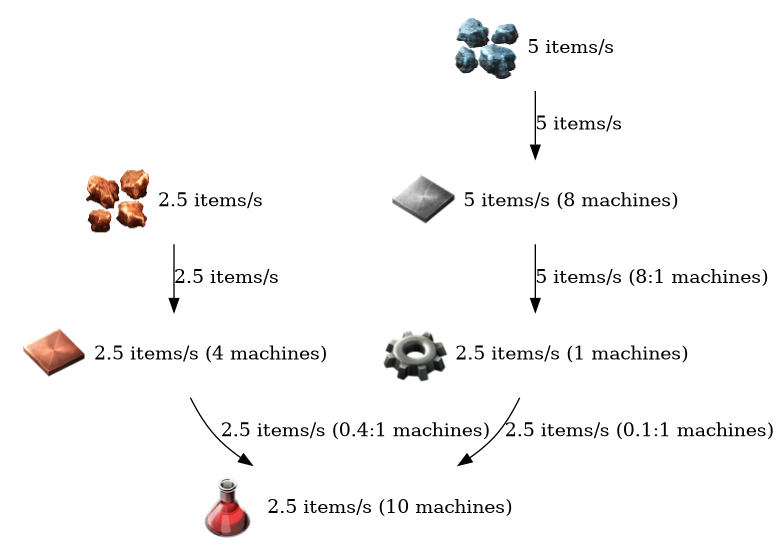 5 items/s
5 items/s
2.5 items/s
5 items/s (8 machines)
2.5 items/s
5 items/s (8:1 machines)
2.5 items/s (4 machines)
2.5 items/s (1 machines)
2.5 items/s (0.4:1 machines)
2.5 items/s (0.1:1 machines)
2.5 items/s (10 machines)